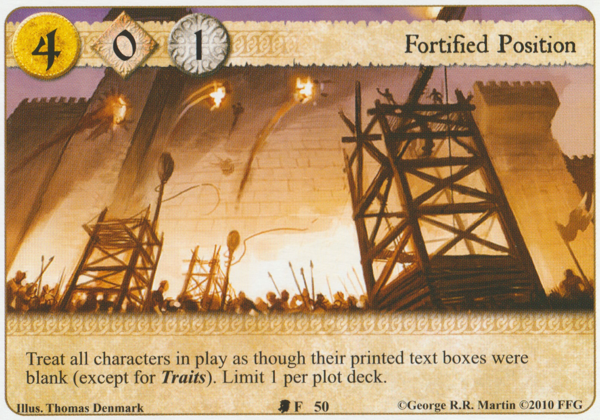 4 0 1 Fortified Position
Treat all characters in play as though their printed text boxes were
blank (except for Traits). Limit 1 per plot deck.
Illus. Thomas Denmark F 50 ©George R.R. Martin ©2010 FFG